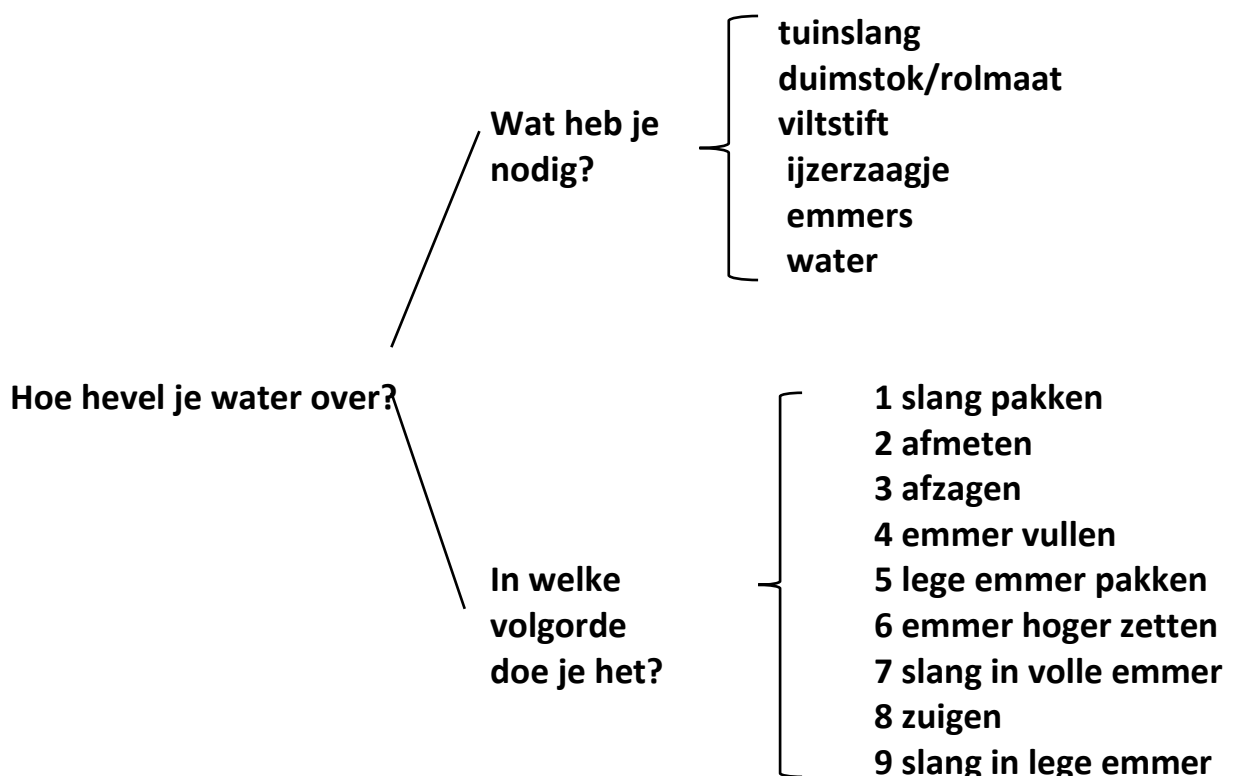 Hoe hevel je water over?
Wat heb je
nodig?
tuinslang
duimstok/rolmaat
viltstift
ijzerzaagje
emmers
water
In welke
volgorde
doe je het?
1 slang pakken
2 afmeten
3 afzagen
4 emmer vullen
5 lege emmer pakken
6 emmer hoger zetten
7 slang in volle emmer
8 zuigen
9 slang in lege emmer